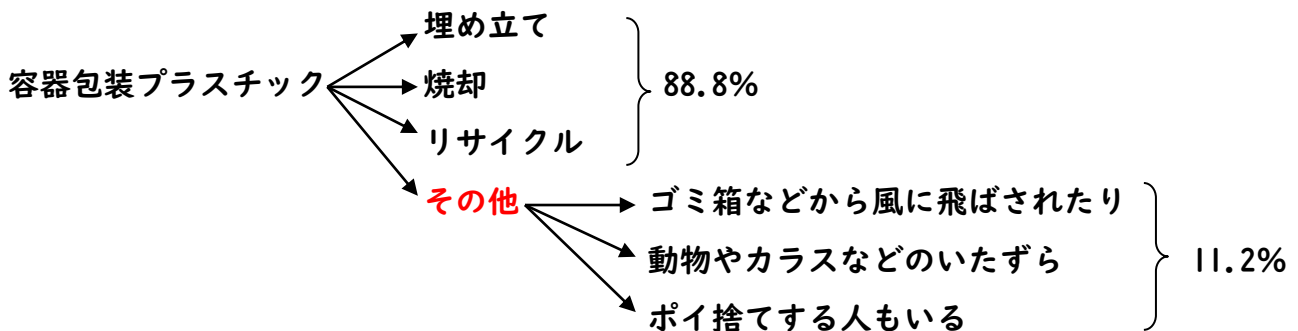 埋め立て
容器包装プラスチック
焼却
88.8%
リサイクル
その他
ゴミ箱などから風に飛ばされたり
動物やカラスなどのいたずら
11.2%
ポイ捨てする人もいる